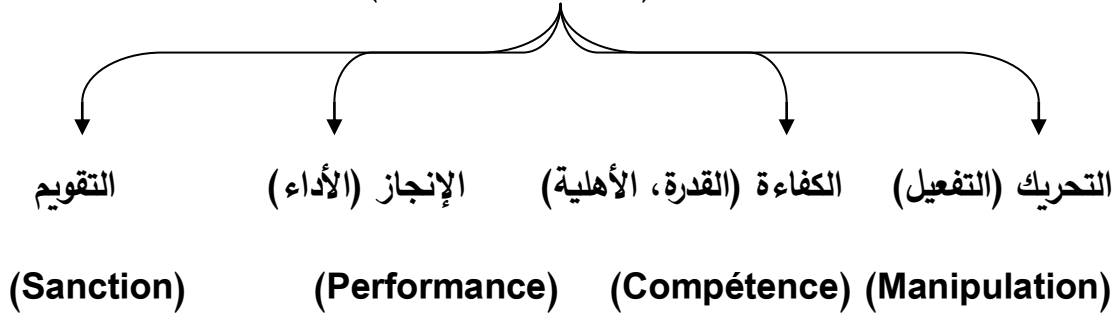 التحريك (التفعيل) الكفاءة (القدرة، الأهلية) الإنجاز (الأداء) التقويم
(Manipulation) (Compétence) (Performance) (Sanction)